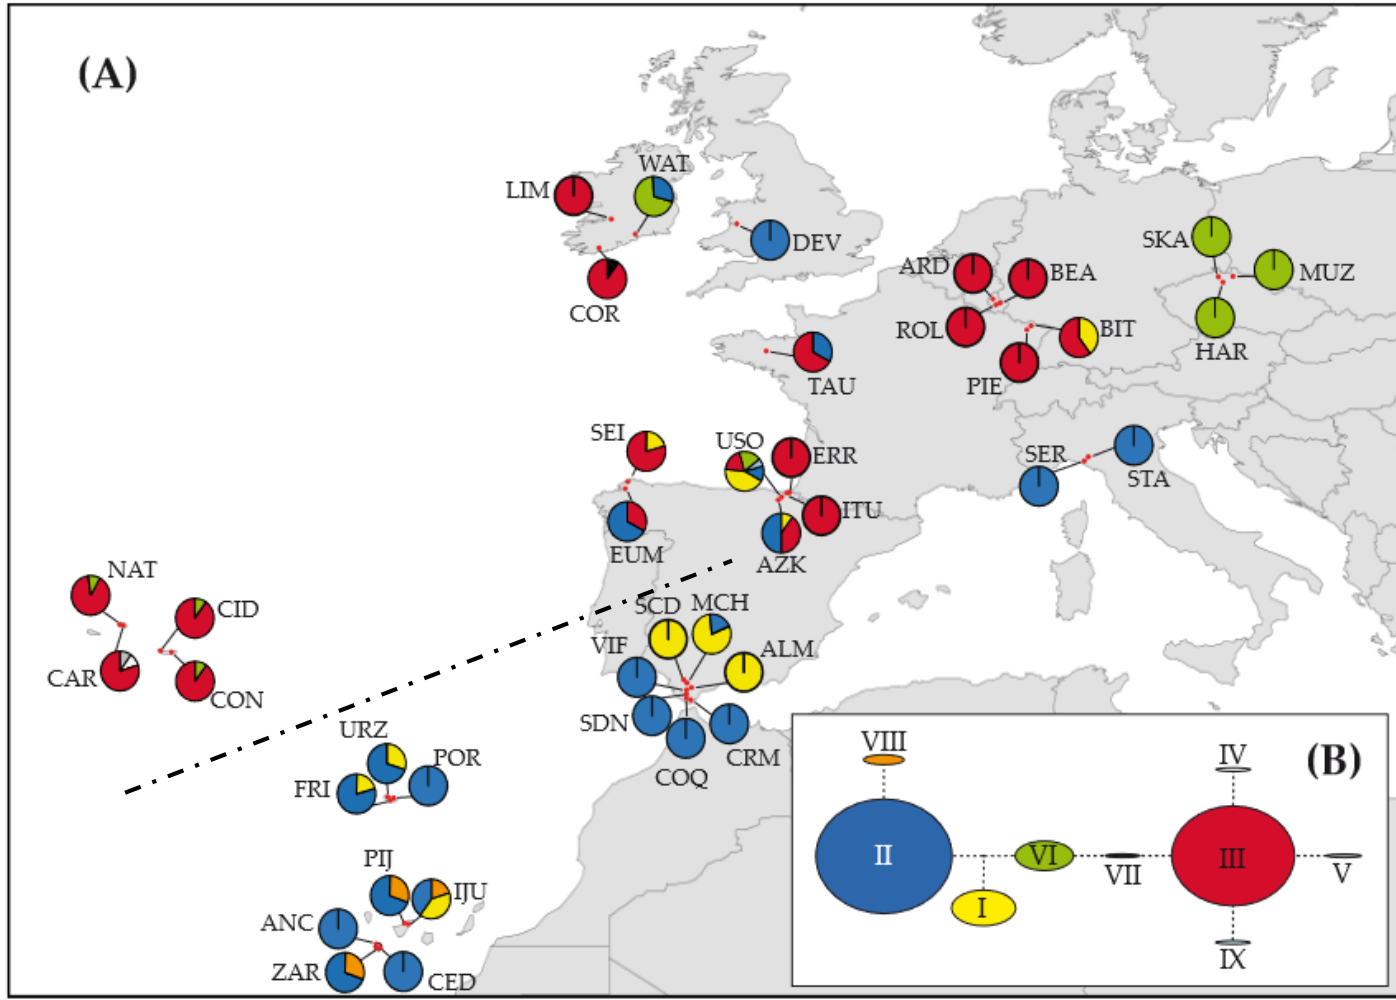 (A)
WAT
LIM
DEV
COR
SKA
MUZ
ARD
BEA
ROL
BIT
HAR
PIE
TAU
SEI
USO
ERR
SER
STA
ITU
EUM
AZK
NAT
CID
CAR
CON
SCD
MCH
VIF
ALM
SDN
CRM
COQ
URZ
POR
FRI
PIJ
IJU
ANC
ZAR
CED
(B)
VIII
IV
II
VI
VII
III
V
I
IX